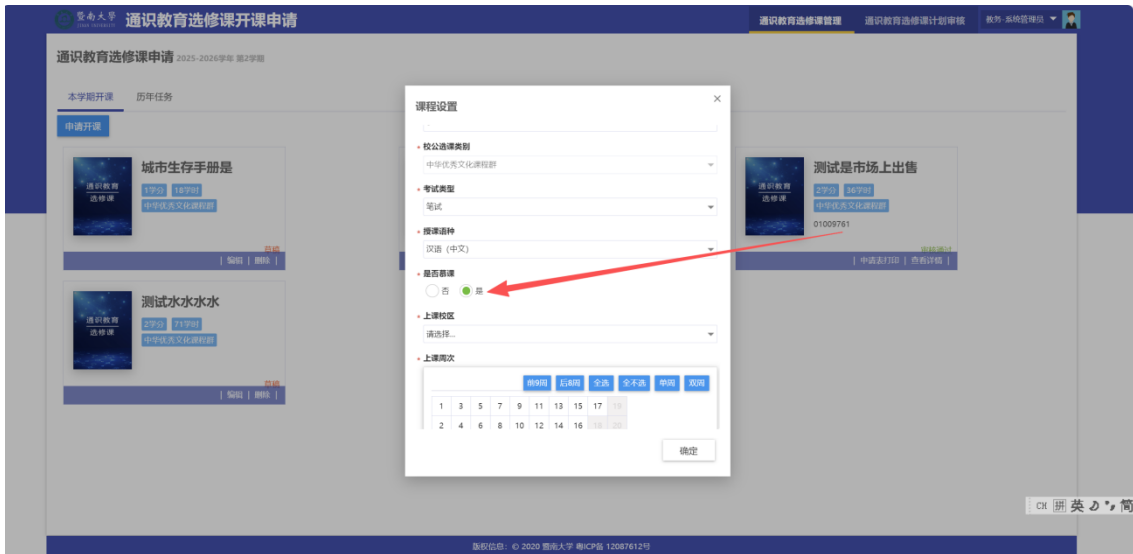 暨南大学 通识教育选修课开课申请
通识教育选修课管理
通识教育选修课计划审核
教务-系统管理员
通识教育选修课申请 2025-2026学年 第2学期
本学期开课
历年任务
申请开课
通识教育
选修课
城市生存手册是
1学分 18学时
中华优秀文化课程群
草稿
| 编辑 | 删除 |
通识教育
选修课
测试水水水水
2学分 71学时
中华优秀文化课程群
草稿
| 编辑 | 删除 |
课程设置
×
* 校公选课类别
中华优秀文化课程群
* 考试类型
笔试
* 授课语种
汉语（中文）
* 是否慕课
否
是
* 上课校区
请选择...
* 上课周次
前9周 后8周 全选 全不选 单周 双周
1 3 5 7 9 11 13 15 17 18
2 4 6 8 10 12 14 16 19 20
确定
通识教育
选修课
测试是市场上出售
2学分 36学时
中华优秀文化课程群
01009761
审核通过
| 申请表打印 | 查看详情 |
CH 拼 英 简
版权信息：© 2020 暨南大学 粤ICP备 12087612号